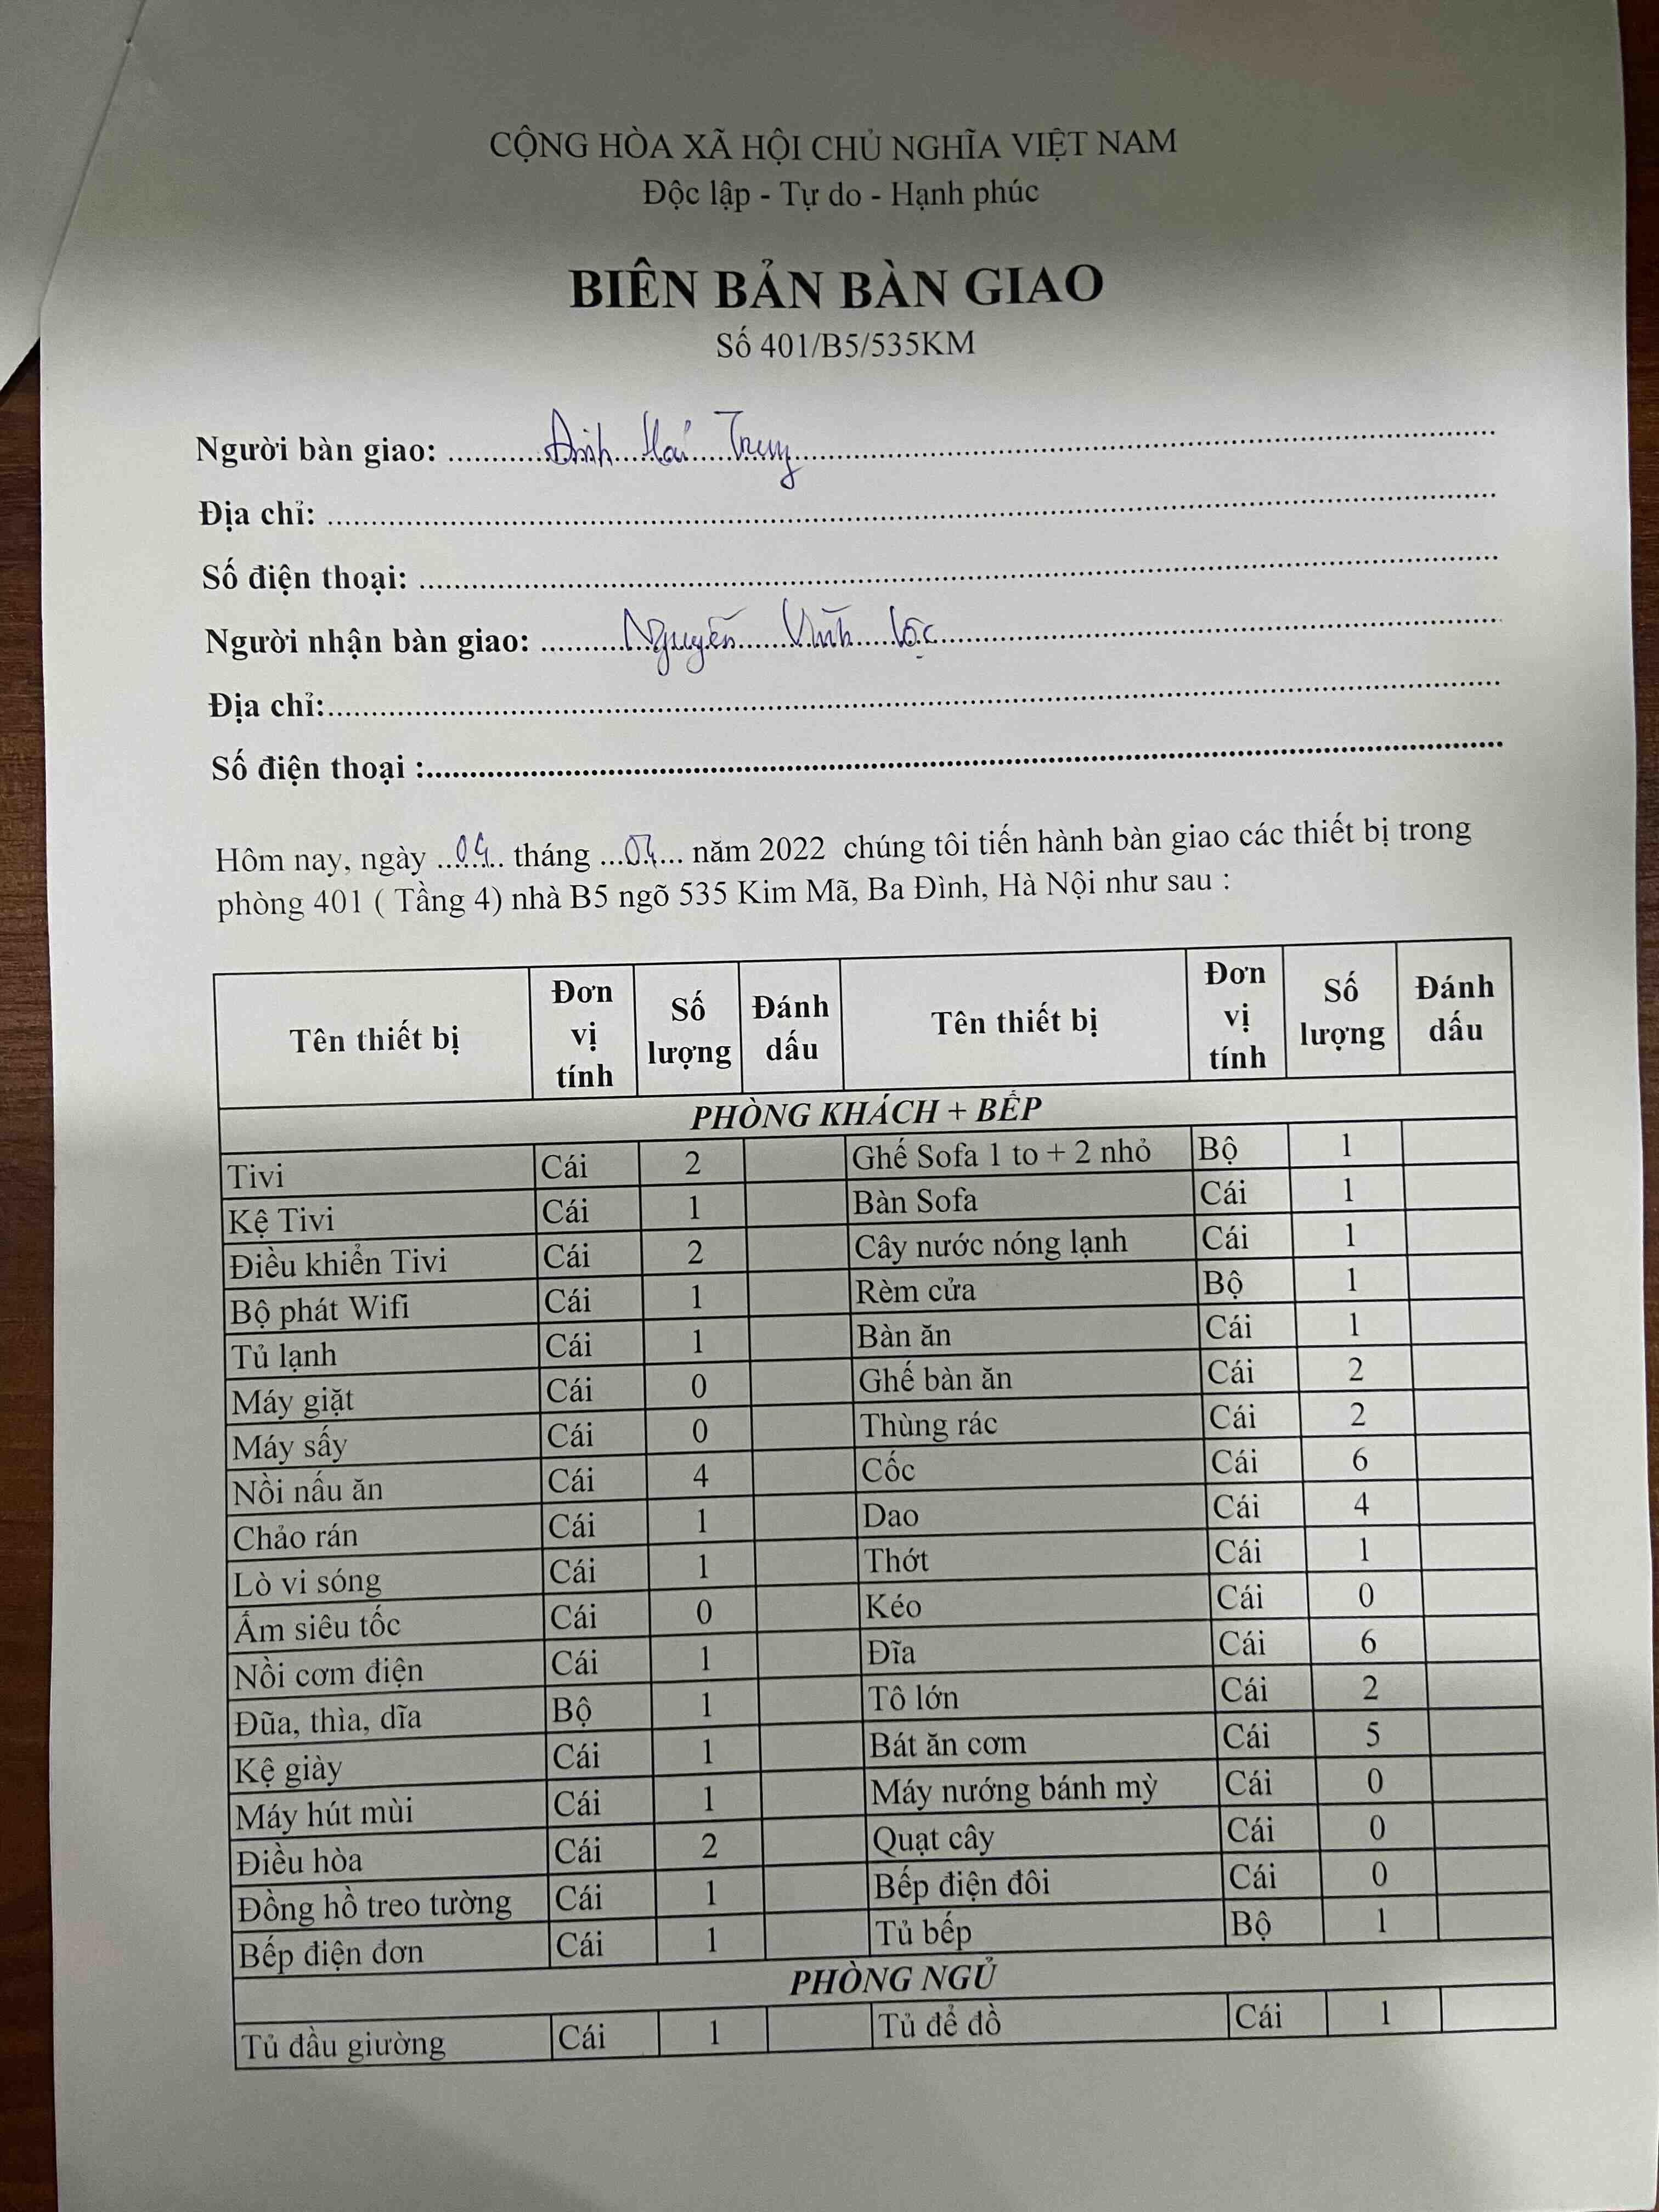 CỘNG HÒA XÃ HỘI CHỦ NGHĨA VIỆT NAM
Độc lập - Tự do - Hạnh phúc
BIÊN BẢN BÀN GIAO
Số 401/B5/535KM
Người bàn giao: Đinh Hải Trung
Địa chỉ:
Số điện thoại:
Người nhận bàn giao: Nguyễn Vĩnh Lộc
Địa chỉ:
Số điện thoại :
Hôm nay, ngày 04 tháng 07 năm 2022 chúng tôi tiến hành bàn giao các thiết bị trong
phòng 401 ( Tầng 4) nhà B5 ngõ 535 Kim Mã, Ba Đình, Hà Nội như sau :
Tên thiết bị Đơn vị tính Số lượng Đánh dấu Tên thiết bị Đơn vị tính Số lượng Đánh dấu
PHÒNG KHÁCH + BẾP
Tivi Cái 2 Ghế Sofa 1 to + 2 nhỏ Bộ 1
Kệ Tivi Cái 1 Bàn Sofa Cái 1
Điều khiển Tivi Cái 2 Cây nước nóng lạnh Cái 1
Bộ phát Wifi Cái 1 Rèm cửa Bộ 1
Tủ lạnh Cái 1 Bàn ăn Cái 1
Máy giặt Cái 0 Ghế bàn ăn Cái 2
Máy sấy Cái 0 Thùng rác Cái 2
Nồi nấu ăn Cái 4 Cốc Cái 6
Chảo rán Cái 1 Dao Cái 4
Lò vi sóng Cái 1 Thớt Cái 1
Ấm siêu tốc Cái 0 Kéo Cái 0
Nồi cơm điện Cái 1 Đĩa Cái 6
Đũa, thìa, dĩa Bộ 1 Tô lớn Cái 2
Kệ giày Cái 1 Bát ăn cơm Cái 5
Máy hút mùi Cái 1 Máy nướng bánh mỳ Cái 0
Điều hòa Cái 2 Quạt cây Cái 0
Đồng hồ treo tường Cái 1 Bếp điện đôi Cái 0
Bếp điện đơn Cái 1 Tủ bếp Bộ 1
PHÒNG NGỦ
Tủ đầu giường Cái 1 Tủ để đồ Cái 1